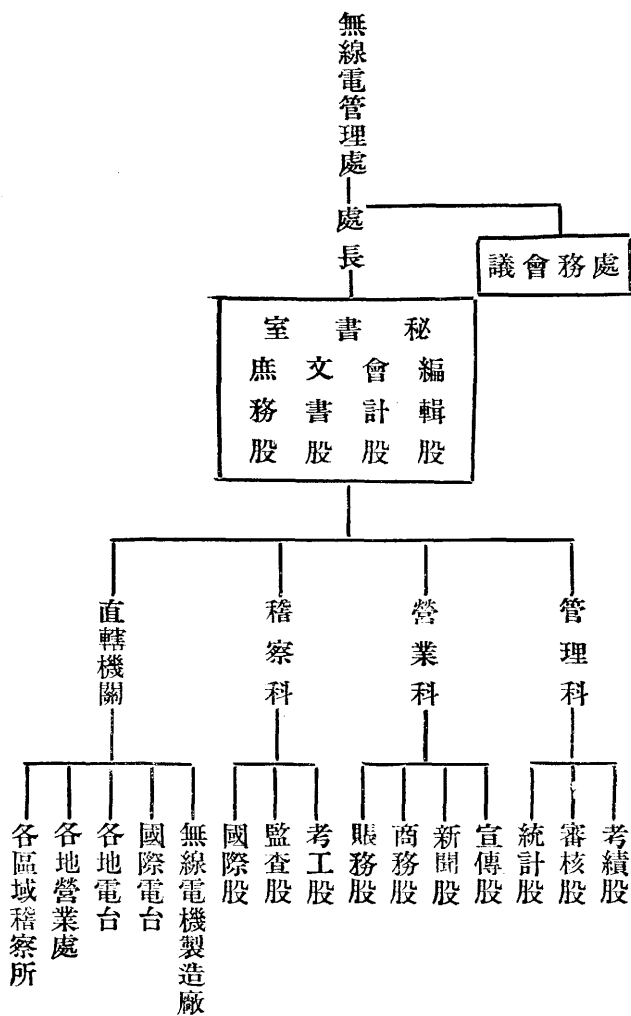 無線電管理處
處長
處務會議
秘書室
編輯股
會計股
文書股
庶務股
管理科
營業科
稽察科
直轄機關
考績股
審核股
統計股
宣傳股
新聞股
商務股
賬務股
考工股
監查股
國際股
無線電機製造廠
國際電台
各地電台
各地營業處
各區域稽察所